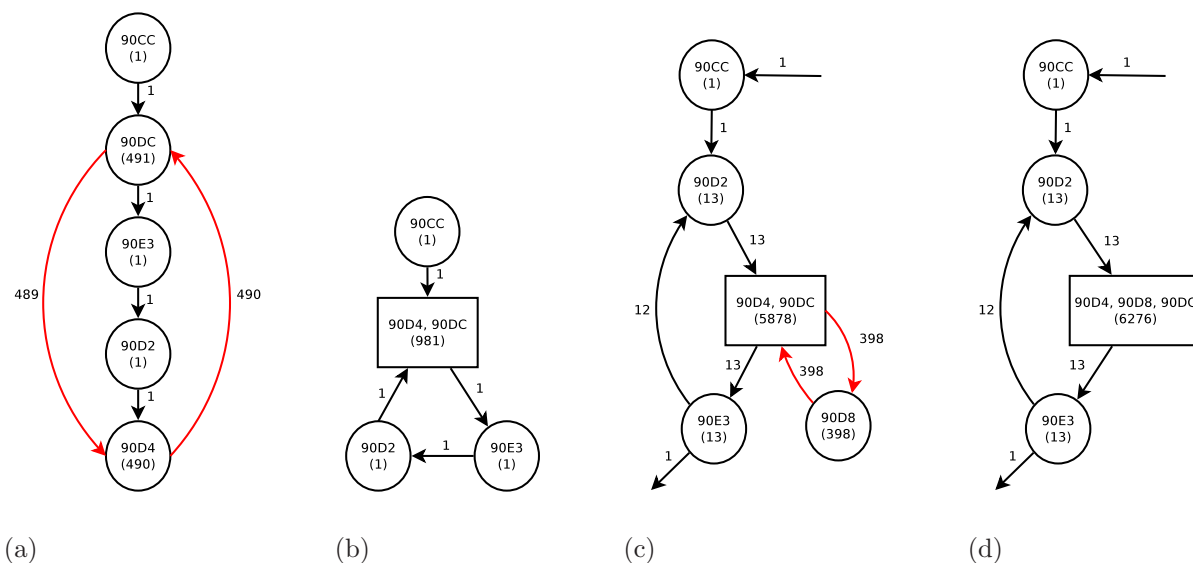 90CC
(1)
1
90DC
(491)
1
489
490
90E3
(1)
1
90D2
(1)
1
90D4
(490)
(a)
90CC
(1)
1
90D4, 90DC
(981)
1
1
90D2
(1)
1
90E3
(1)
(b)
90CC
(1)
1
1
90D2
(13)
13
12
90D4, 90DC
(5878)
398
398
13
90E3
(13)
90D8
(398)
1
(c)
90CC
(1)
1
1
90D2
(13)
13
12
90D4, 90D8, 90DC
(6276)
13
90E3
(13)
1
(d)